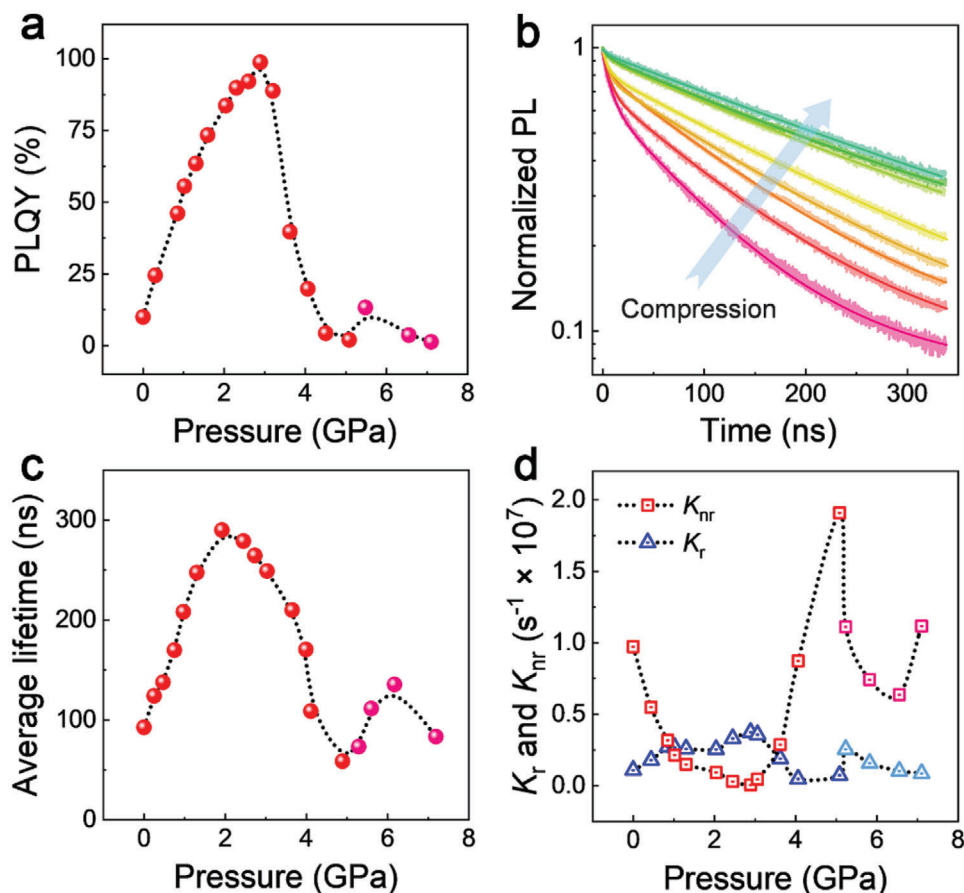 a
100
75
50
25
0
PLQY (%)
0 2 4 6 8
Pressure (GPa)
b
1
0.1
Normalized PL
Compression
0 100 200 300
Time (ns)
c
300
200
100
0
Average lifetime (ns)
0 2 4 6 8
Pressure (GPa)
d
2.0
1.5
1.0
0.5
0.0
Kr and Knr (s⁻¹ × 10⁷)
Knr
Kr
0 2 4 6 8
Pressure (GPa)